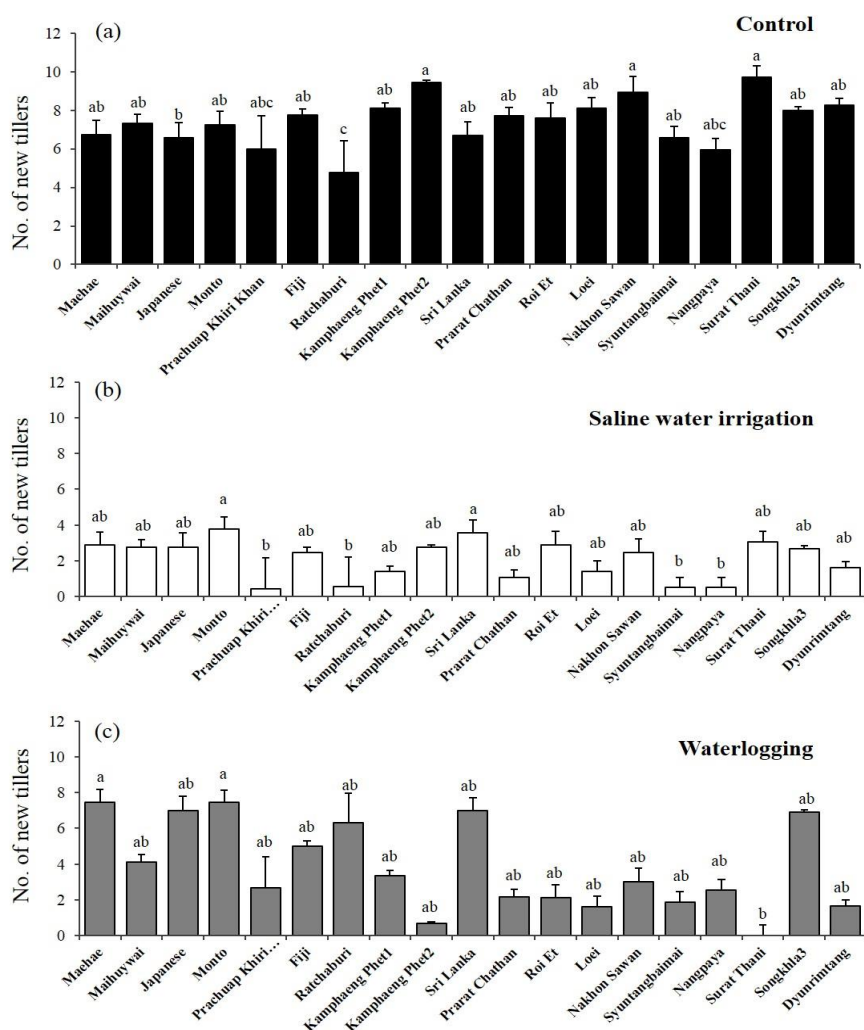 (a)
Control
No. of new tillers
12
10
8
6
4
2
0
ab
ab
b
ab
abc
ab
c
ab
a
ab
ab
ab
ab
a
ab
abc
a
ab
ab
Maehae
Maihuywai
Japanese
Monto
Prachuap Khiri Khan
Fiji
Ratchaburi
Kamphaeng Phet1
Kamphaeng Phet2
Sri Lanka
Prarat Chathan
Roi Et
Loei
Nakhon Sawan
Syuntangbaimai
Nangpaya
Surat Thani
Songkhla3
Dyunrimtang
(b)
Saline water irrigation
No. of new tillers
12
10
8
6
4
2
0
ab
ab
ab
a
b
ab
b
ab
ab
a
ab
ab
ab
ab
b
b
ab
ab
ab
Maehae
Maihuywai
Japanese
Monto
Prachuap Khiri…
Fiji
Ratchaburi
Kamphaeng Phet1
Kamphaeng Phet2
Sri Lanka
Prarat Chathan
Roi Et
Loei
Nakhon Sawan
Syuntangbaimai
Nangpaya
Surat Thani
Songkhla3
Dyunrimtang
(c)
Waterlogging
No. of new tillers
12
10
8
6
4
2
0
a
ab
ab
a
ab
ab
ab
ab
ab
ab
ab
ab
ab
ab
ab
ab
b
ab
ab
Maehae
Maihuywai
Japanese
Monto
Prachuap Khiri…
Fiji
Ratchaburi
Kamphaeng Phet1
Kamphaeng Phet2
Sri Lanka
Prarat Chathan
Roi Et
Loei
Nakhon Sawan
Syuntangbaimai
Nangpaya
Surat Thani
Songkhla3
Dyunrimtang